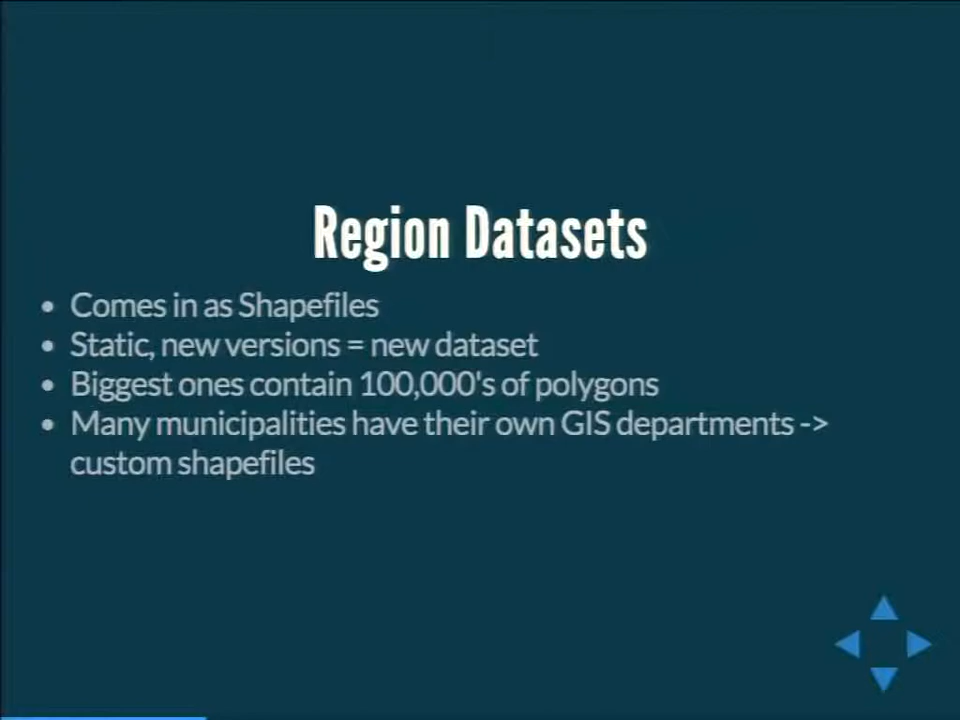 Region Datasets
• Comes in as Shapefiles
• Static, new versions = new dataset
• Biggest ones contain 100,000's of polygons
• Many municipalities have their own GIS departments ->
custom shapefiles